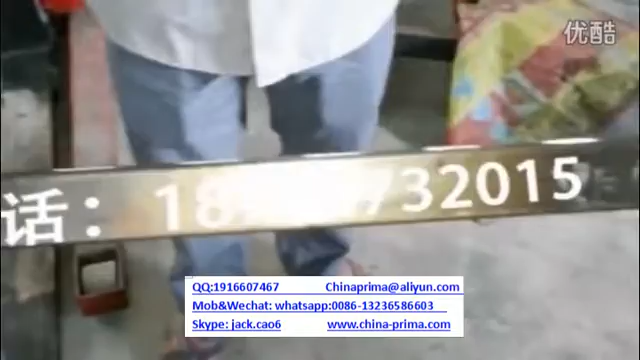 优酷
话：18 732015
QQ:1916607467 Chinaprima@aliyun.com
Mob&Wechat: whatsapp:0086-13236586603
Skype: jack.cao6 www.china-prima.com